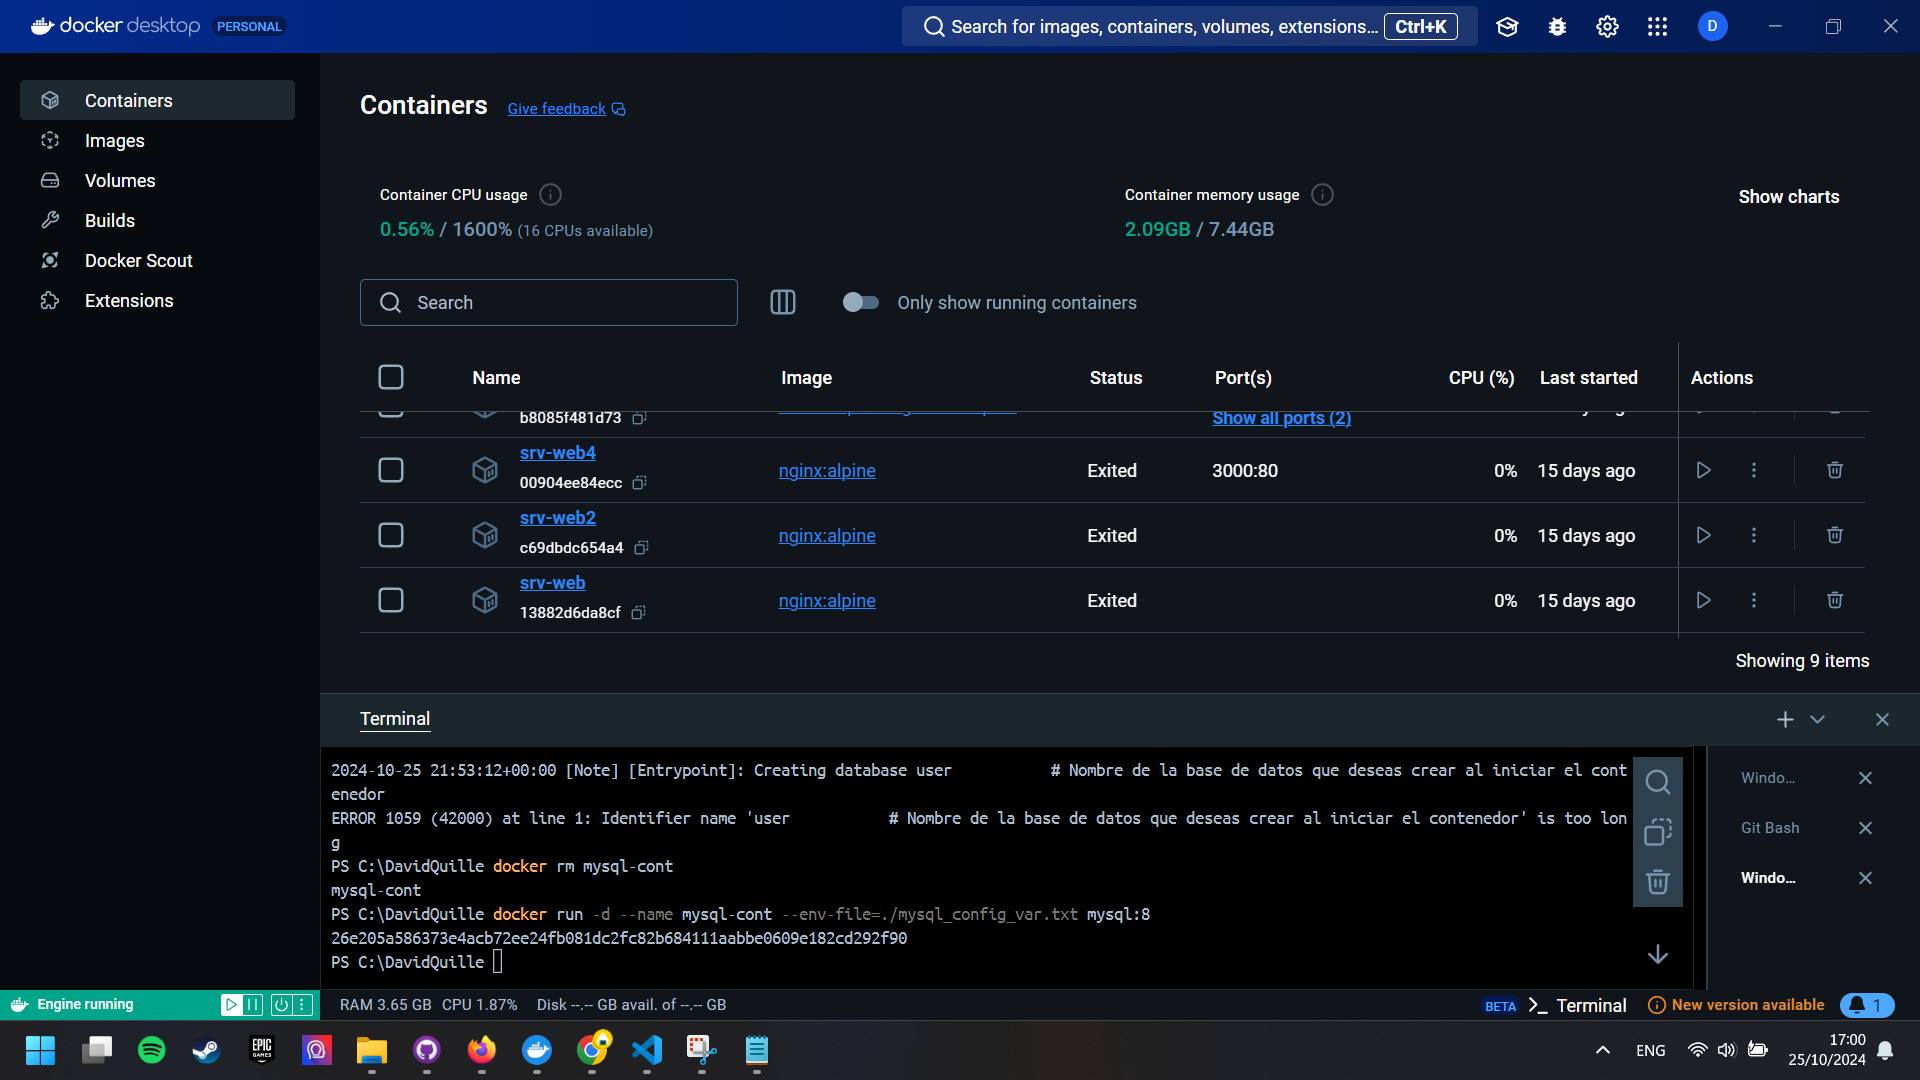 docker desktop PERSONAL
Search for images, containers, volumes, extensions... Ctrl+K
D
Containers
Images
Volumes
Builds
Docker Scout
Extensions
Containers Give feedback
Container CPU usage
0.56% / 1600% (16 CPUs available)
Container memory usage
2.09GB / 7.44GB
Show charts
Search
Only show running containers
Name Image Status Port(s) CPU (%) Last started Actions
b8085f481d73 Show all ports (2)
srv-web4
00904ee84ecc nginx:alpine Exited 3000:80 0% 15 days ago
srv-web2
c69dbdc654a4 nginx:alpine Exited 0% 15 days ago
srv-web
13882d6da8cf nginx:alpine Exited 0% 15 days ago
Showing 9 items
Terminal
2024-10-25 21:53:12+00:00 [Note] [Entrypoint]: Creating database user # Nombre de la base de datos que deseas crear al iniciar el cont
enedor
ERROR 1059 (42000) at line 1: Identifier name 'user # Nombre de la base de datos que deseas crear al iniciar el contenedor' is too lon
g
PS C:\DavidQuille docker rm mysql-cont
mysql-cont
PS C:\DavidQuille docker run -d --name mysql-cont --env-file=./mysql_config_var.txt mysql:8
26e205a586373e4acb72ee24fb081dc2fc82b684111aabbe0609e182cd292f90
PS C:\DavidQuille
Windo...
Git Bash
Windo...
Engine running
RAM 3.65 GB CPU 1.87% Disk --.-- GB avail. of --.-- GB
BETA Terminal New version available 1
EPIC GAMES
ENG
17:00
25/10/2024